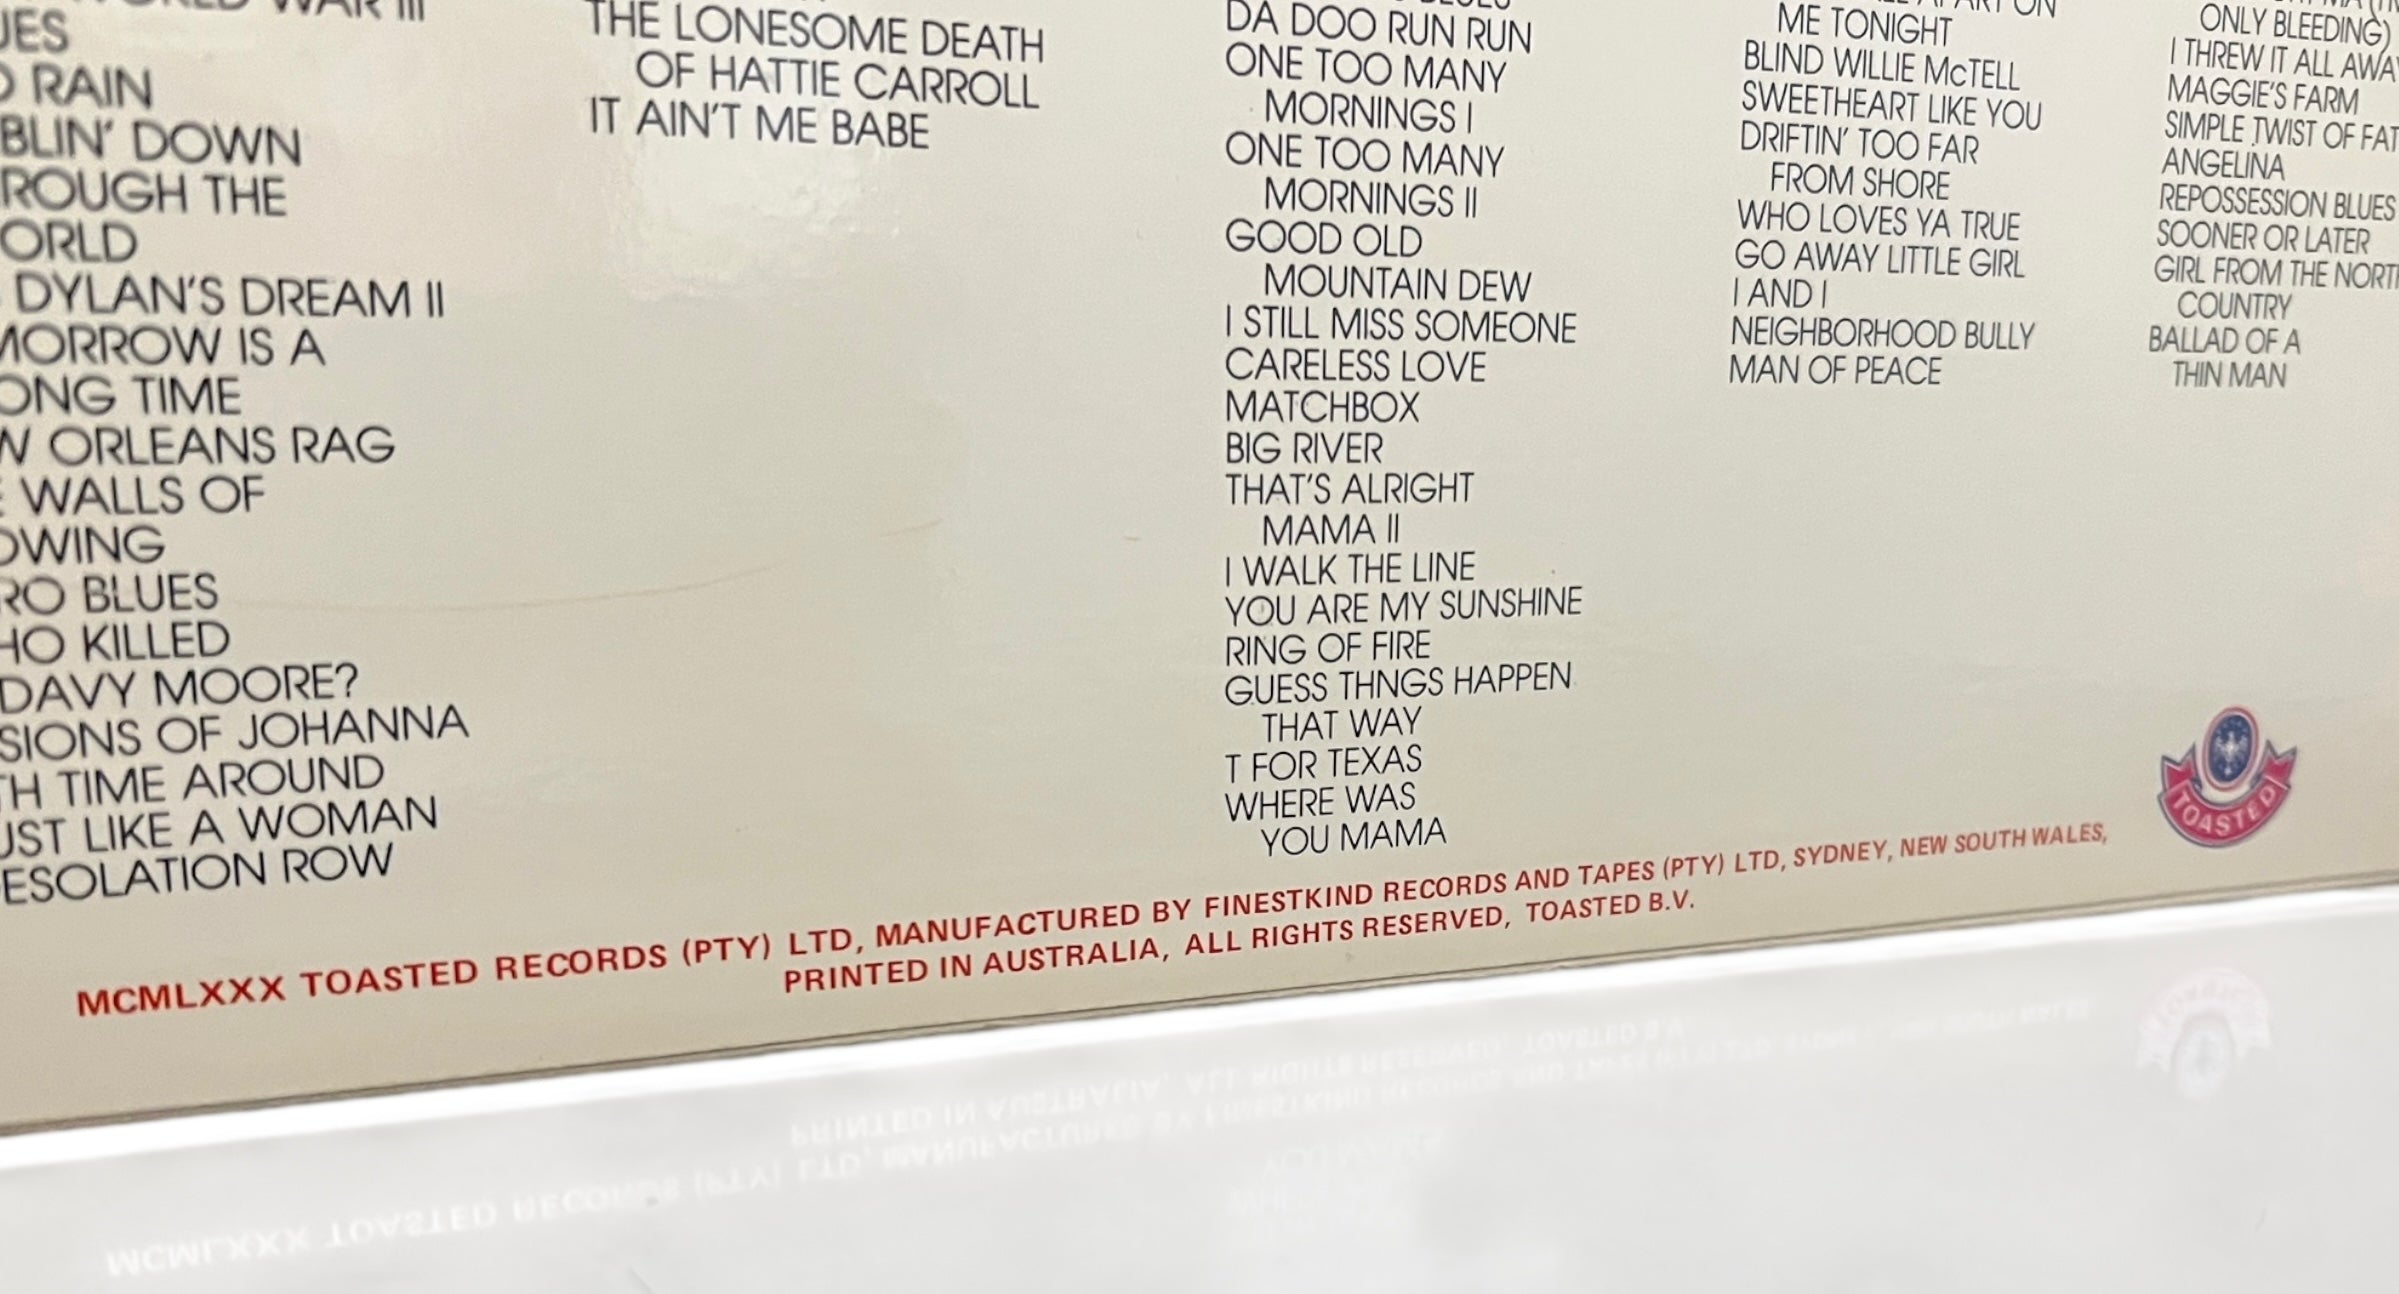 WORLD WAR III
UES
RAIN
BLIN' DOWN
ROUGH THE
ORLD
DYLAN'S DREAM II
MORROW IS A
ONG TIME
W ORLEANS RAG
WALLS OF
OWING
RO BLUES
HO KILLED
DAVY MOORE?
SIONS OF JOHANNA
TH TIME AROUND
UST LIKE A WOMAN
ESOLATION ROW
THE LONESOME DEATH
OF HATTIE CARROLL
IT AIN'T ME BABE
BLUES
DA DOO RUN RUN
ONE TOO MANY
MORNINGS I
ONE TOO MANY
MORNINGS II
GOOD OLD
MOUNTAIN DEW
I STILL MISS SOMEONE
CARELESS LOVE
MATCHBOX
BIG RIVER
THAT'S ALRIGHT
MAMA II
I WALK THE LINE
YOU ARE MY SUNSHINE
RING OF FIRE
GUESS THNGS HAPPEN
THAT WAY
T FOR TEXAS
WHERE WAS
YOU MAMA
APART ON
ME TONIGHT
BLIND WILLIE McTELL
SWEETHEART LIKE YOU
DRIFTIN' TOO FAR
FROM SHORE
WHO LOVES YA TRUE
GO AWAY LITTLE GIRL
I AND I
NEIGHBORHOOD BULLY
MAN OF PEACE
ONLY BLEEDING)
I THREW IT ALL AWAY
MAGGIE'S FARM
SIMPLE TWIST OF FAT
ANGELINA
REPOSSESSION BLUES
SOONER OR LATER
GIRL FROM THE NORTH
COUNTRY
BALLAD OF A
THIN MAN
TOASTED
MCMLXXX TOASTED RECORDS (PTY) LTD, MANUFACTURED BY FINESTKIND RECORDS AND TAPES (PTY) LTD, SYDNEY, NEW SOUTH WALES,
PRINTED IN AUSTRALIA, ALL RIGHTS RESERVED, TOASTED B.V.